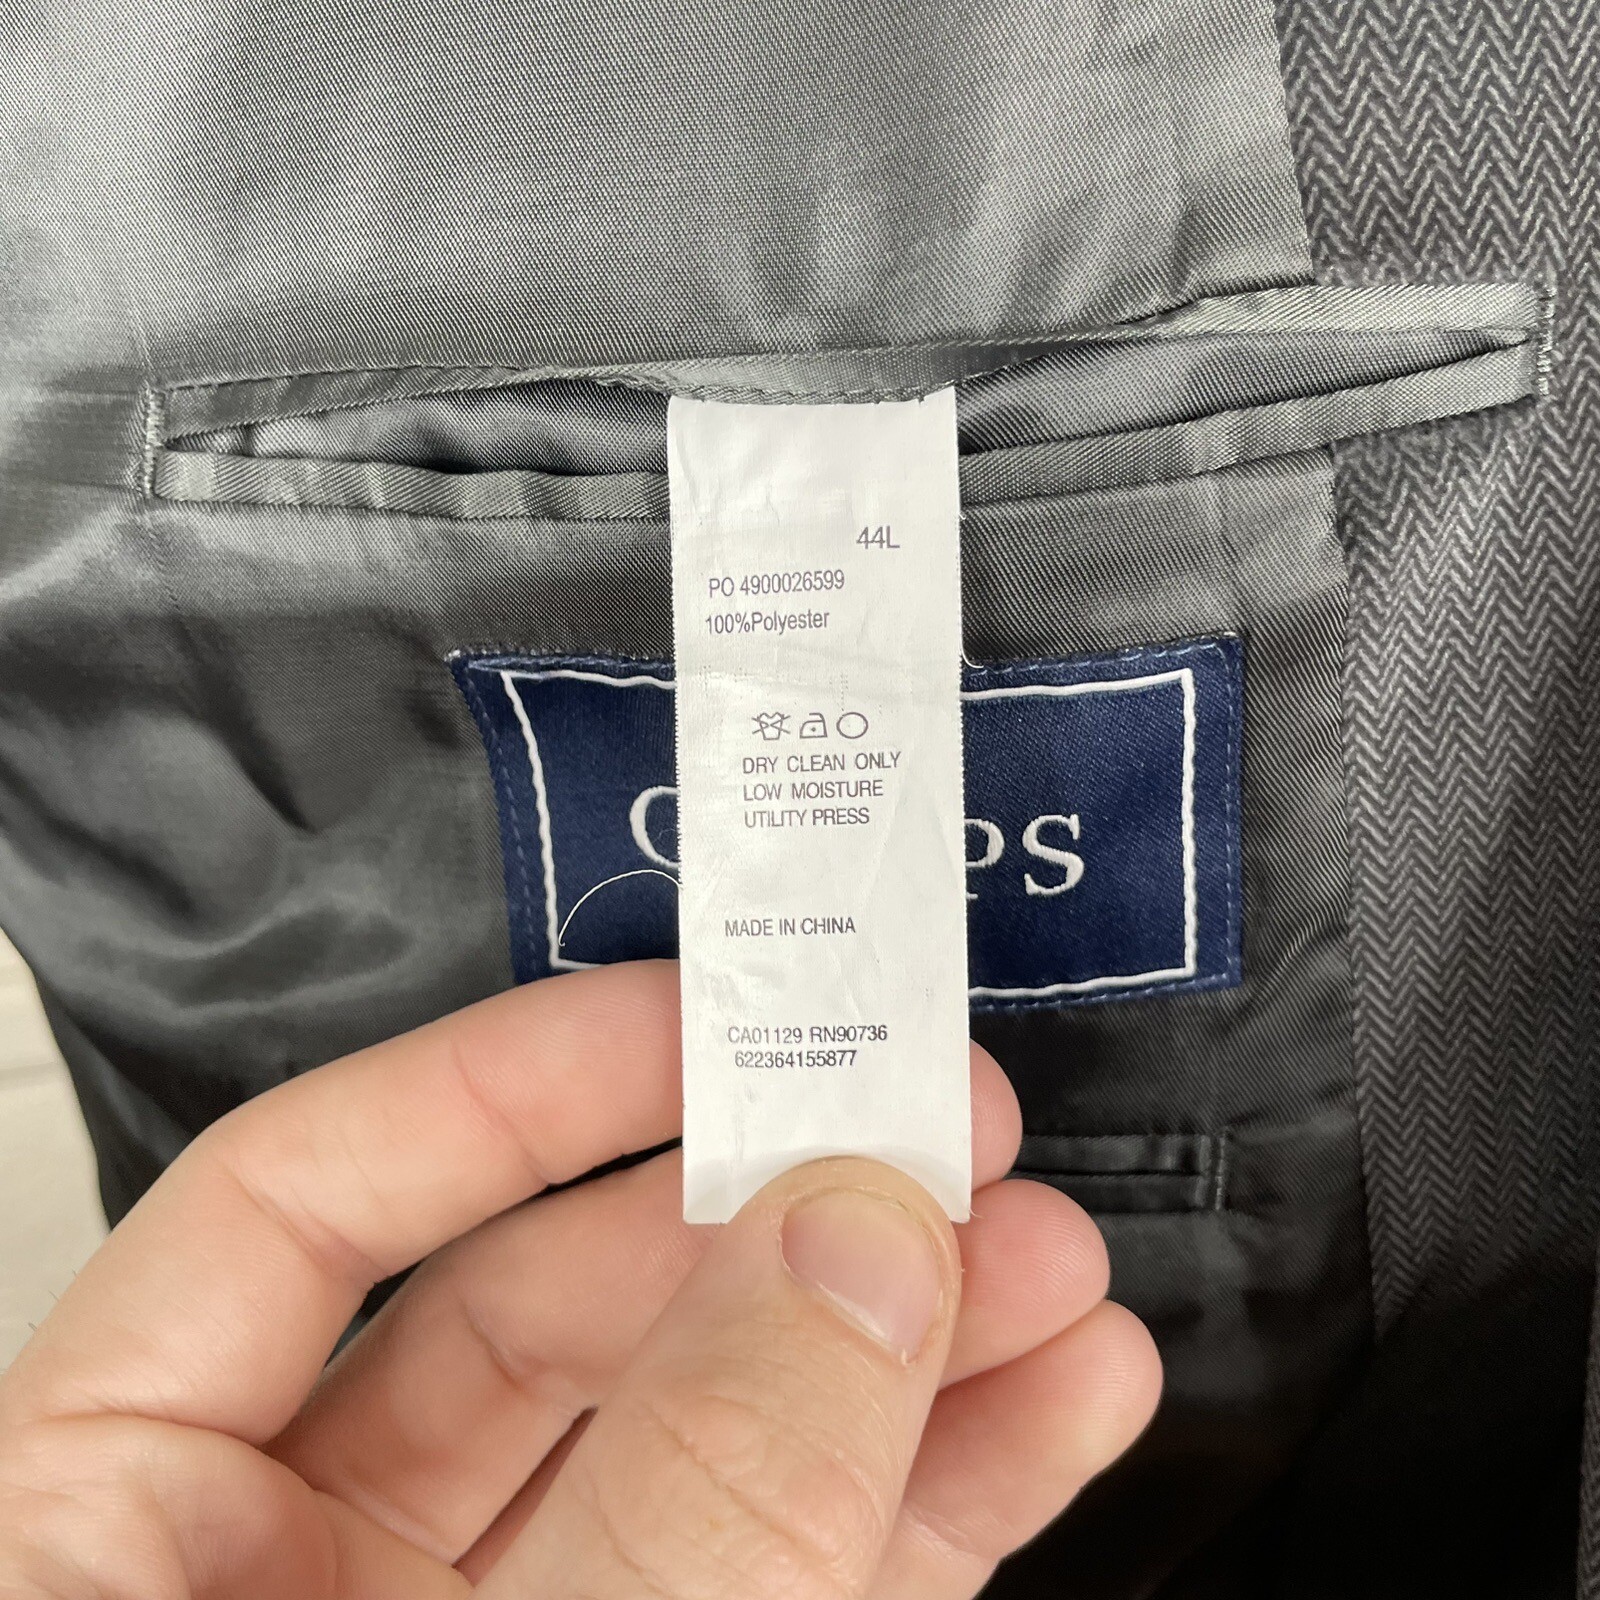 44L
PO 4900026599
100%Polyester
DRY CLEAN ONLY
LOW MOISTURE
UTILITY PRESS
MADE IN CHINA
CA01129 RN90736
622364155877